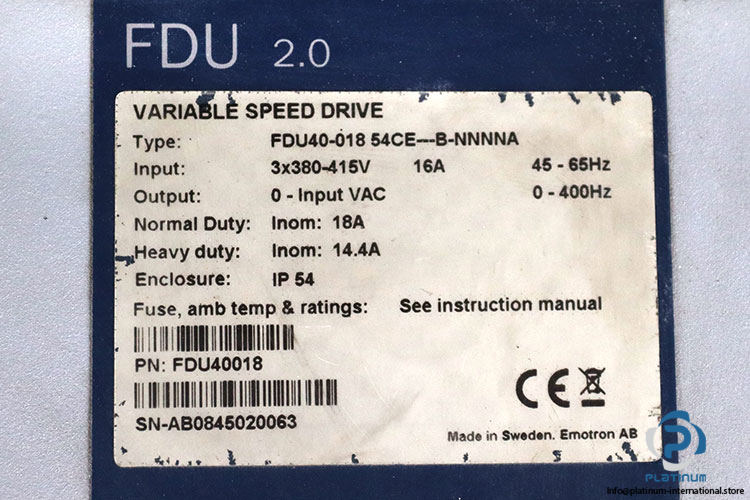 FDU 2.0
VARIABLE SPEED DRIVE
Type: FDU40-018 54CE---B-NNNNA
Input: 3x380-415V 16A 45 - 65Hz
Output: 0 - Input VAC 0 - 400Hz
Normal Duty: Inom: 18A
Heavy duty: Inom: 14.4A
Enclosure: IP 54
Fuse, amb temp & ratings: See instruction manual
PN: FDU40018
SN-AB0845020063
CE
Made in Sweden. Emotron AB
PLATINUM
info@platinum-international.store